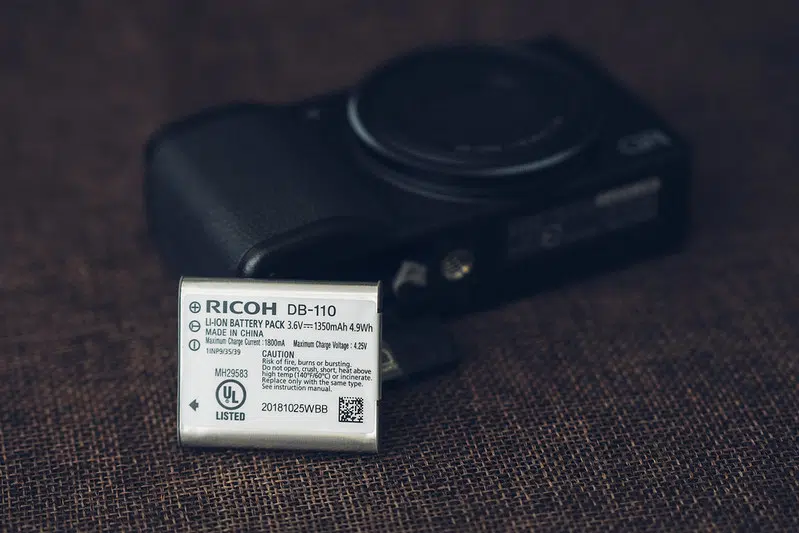 RICOH DB-110
LI-ION BATTERY PACK 3.6V⎓1350mAh 4.9Wh
MADE IN CHINA
Maximum Charge Current : 1800mA Maximum Charge Voltage : 4.25V
1INP9/35/39
CAUTION
Risk of fire, burns or bursting.
Do not open, crush, short, heat above
high temp (140°F/60°C) or incinerate.
Replace only with the same type.
See instruction manual.
MH29583
UL
LISTED
20181025WBB
GR